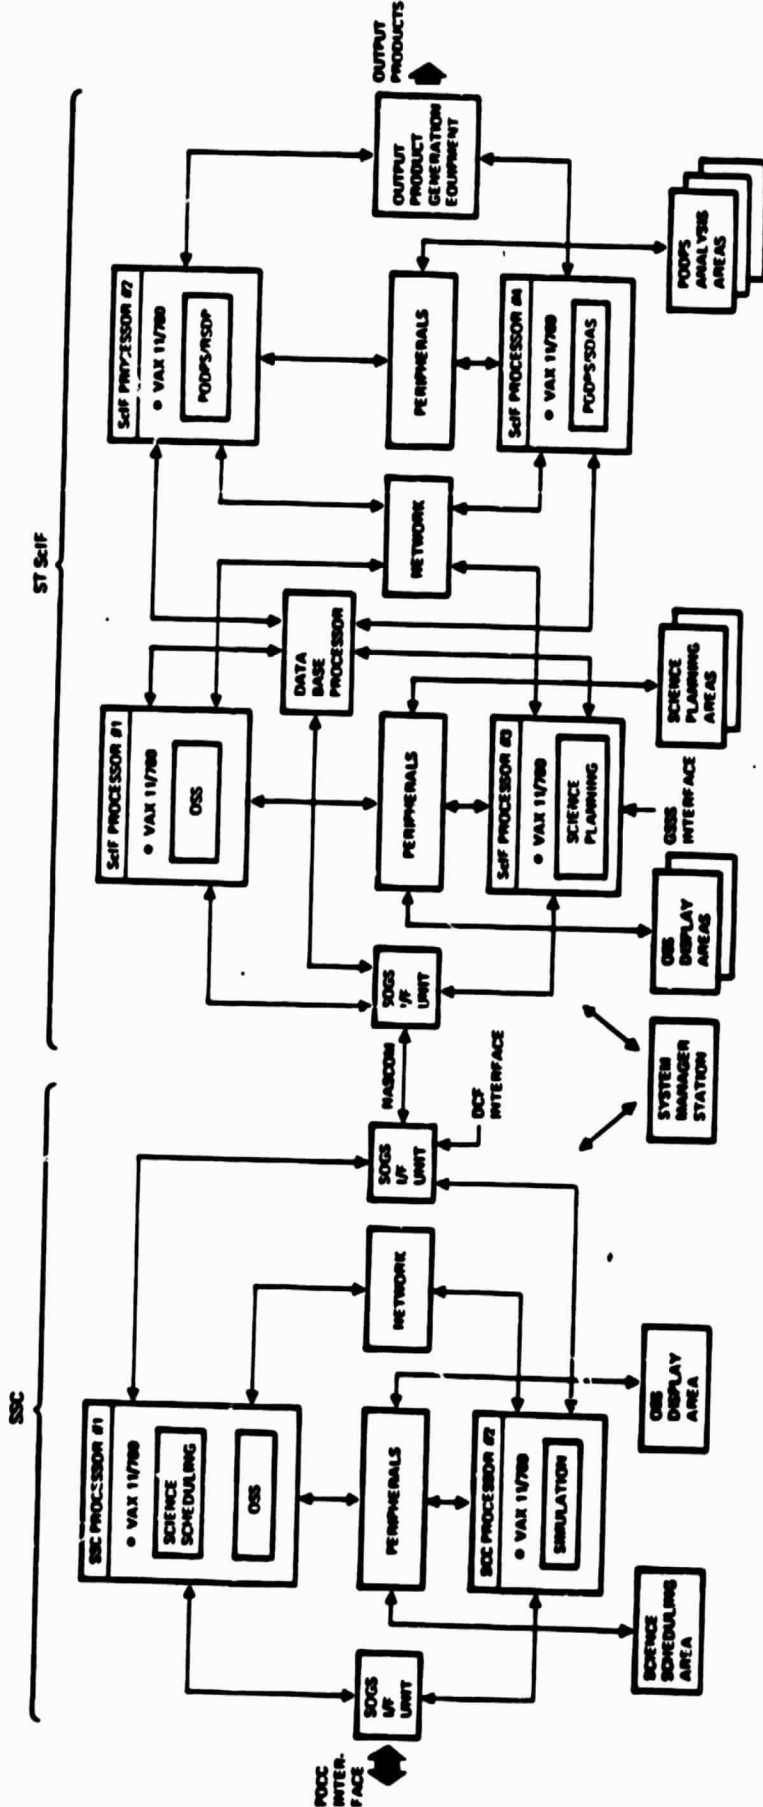 SSC
ST ScIF
POCC
INTER-
FACE
SOGS
I/F
UNIT
SSC PROCESSOR #1
• VAX 11/780
SCIENCE
SCHEDULING
OSS
PERIPHERALS
SCC PROCESSOR #2
• VAX 11/780
SIMULATION
SCIENCE
SCHEDULING
AREA
NETWORK
OSS
DISPLAY
AREA
SOGS
I/F
UNIT
NASCOM
DCF
INTERFACE
SYSTEM
MANAGER
STATION
SOGS
I/F
UNIT
ScIF PROCESSOR #1
• VAX 11/780
OSS
PERIPHERALS
ScIF PROCESSOR #3
• VAX 11/780
SCIENCE
PLANNING
OSS
DISPLAY
AREAS
GSSS
INTERFACE
SCIENCE
PLANNING
AREAS
DATA
BASE
PROCESSOR
NETWORK
ScIF PROCESSOR #2
• VAX 11/780
PODPS/RSDP
PERIPHERALS
ScIF PROCESSOR #4
• VAX 11/780
PODPS/SDAS
PODPS
ANALYSIS
AREAS
OUTPUT
PRODUCT
GENERATION
EQUIPMENT
OUTPUT
PRODUCTS